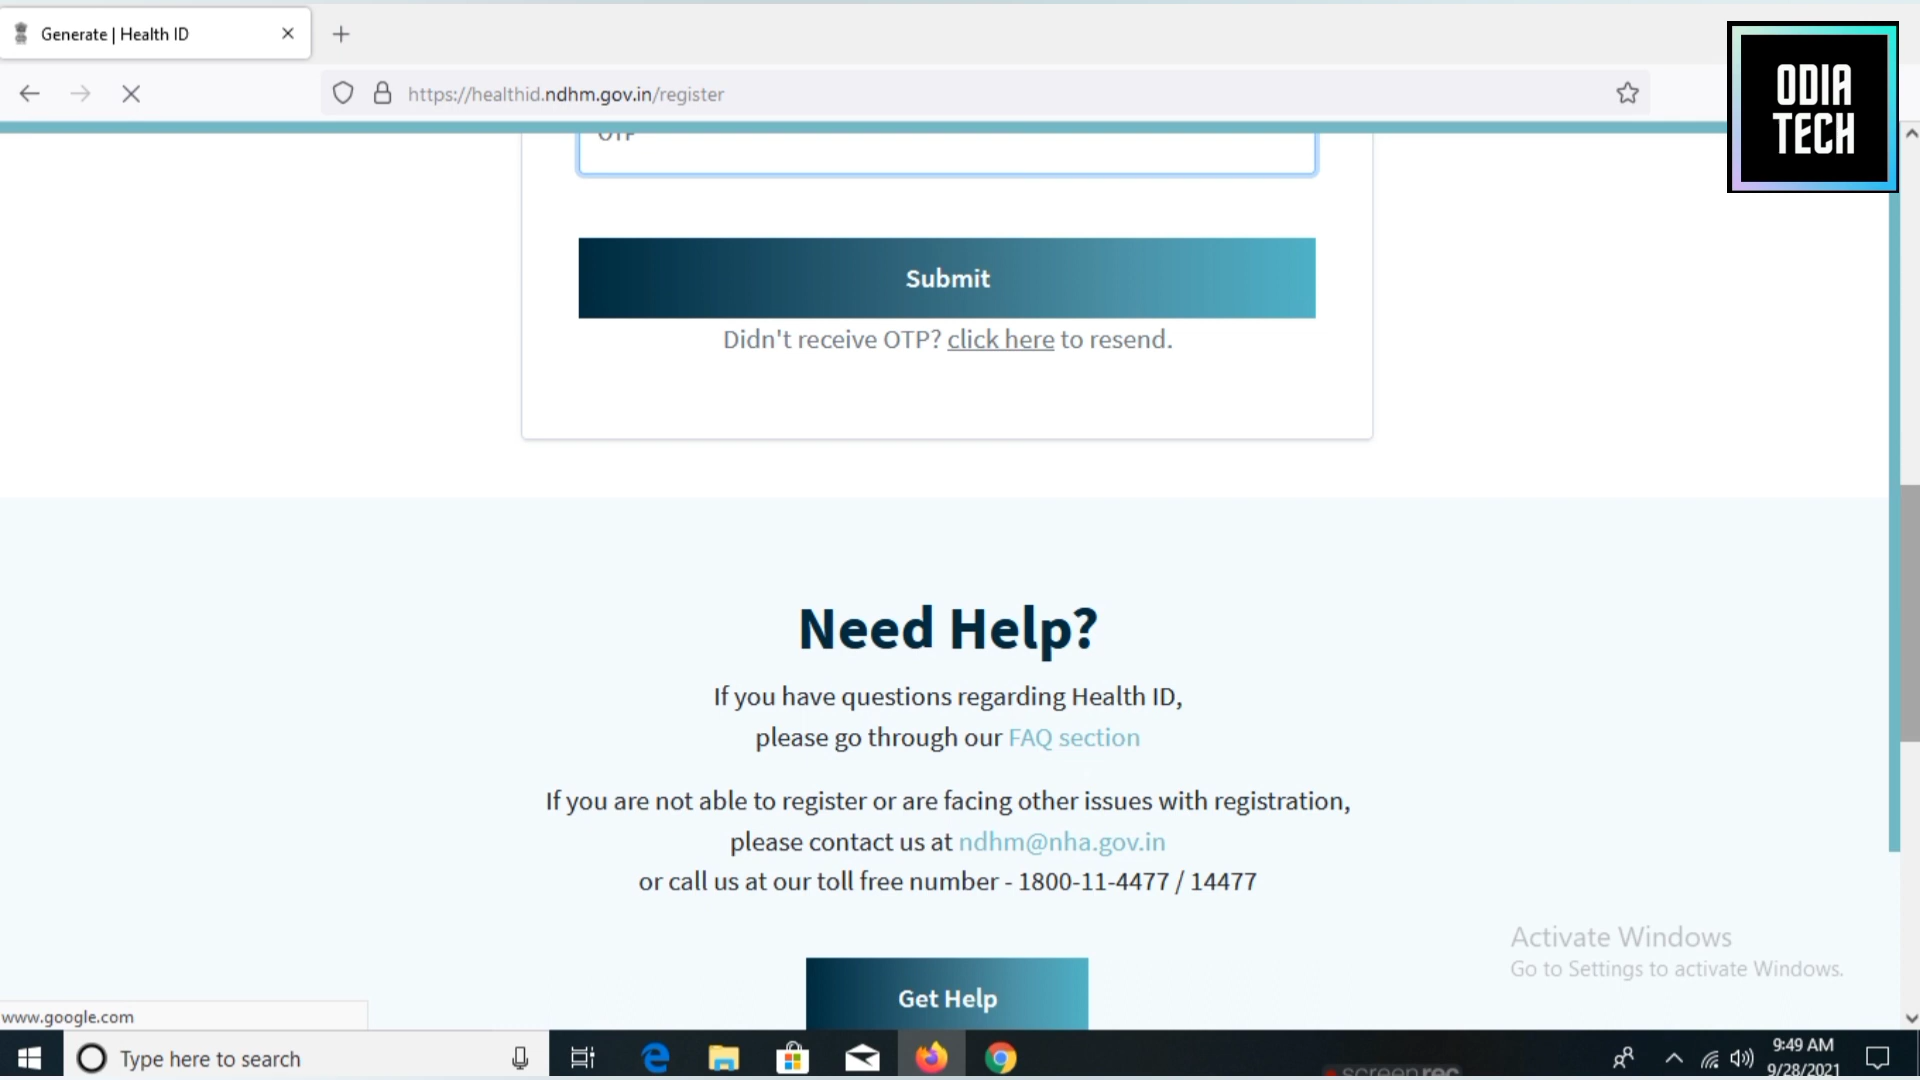 Generate | Health ID
https://healthid.ndhm.gov.in/register
ODIA
TECH
OTP
Submit
Didn't receive OTP? click here to resend.
Need Help?
If you have questions regarding Health ID,
please go through our FAQ section
If you are not able to register or are facing other issues with registration,
please contact us at ndhm@nha.gov.in
or call us at our toll free number - 1800-11-4477 / 14477
Activate Windows
Go to Settings to activate Windows.
Get Help
www.google.com
Type here to search
screenrec
9:49 AM
9/28/2021